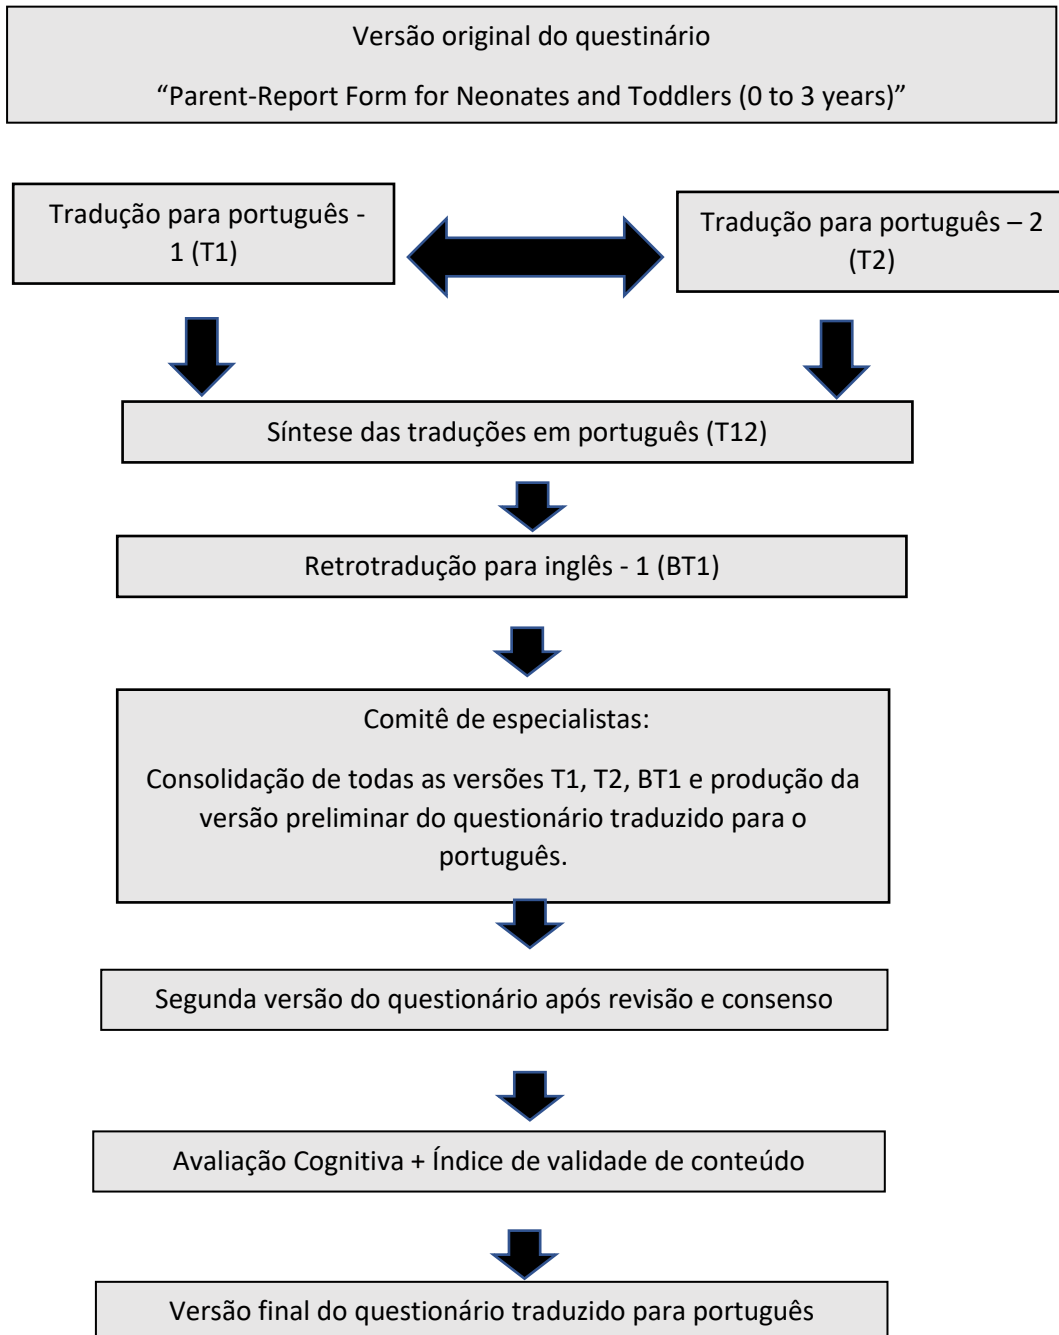 Versão original do questinário
“Parent-Report Form for Neonates and Toddlers (0 to 3 years)”
Tradução para português -
1 (T1)
Tradução para português – 2
(T2)
Síntese das traduções em português (T12)
Retrotradução para inglês - 1 (BT1)
Comitê de especialistas:
Consolidação de todas as versões T1, T2, BT1 e produção da
versão preliminar do questionário traduzido para o
português.
Segunda versão do questionário após revisão e consenso
Avaliação Cognitiva + Índice de validade de conteúdo
Versão final do questionário traduzido para português